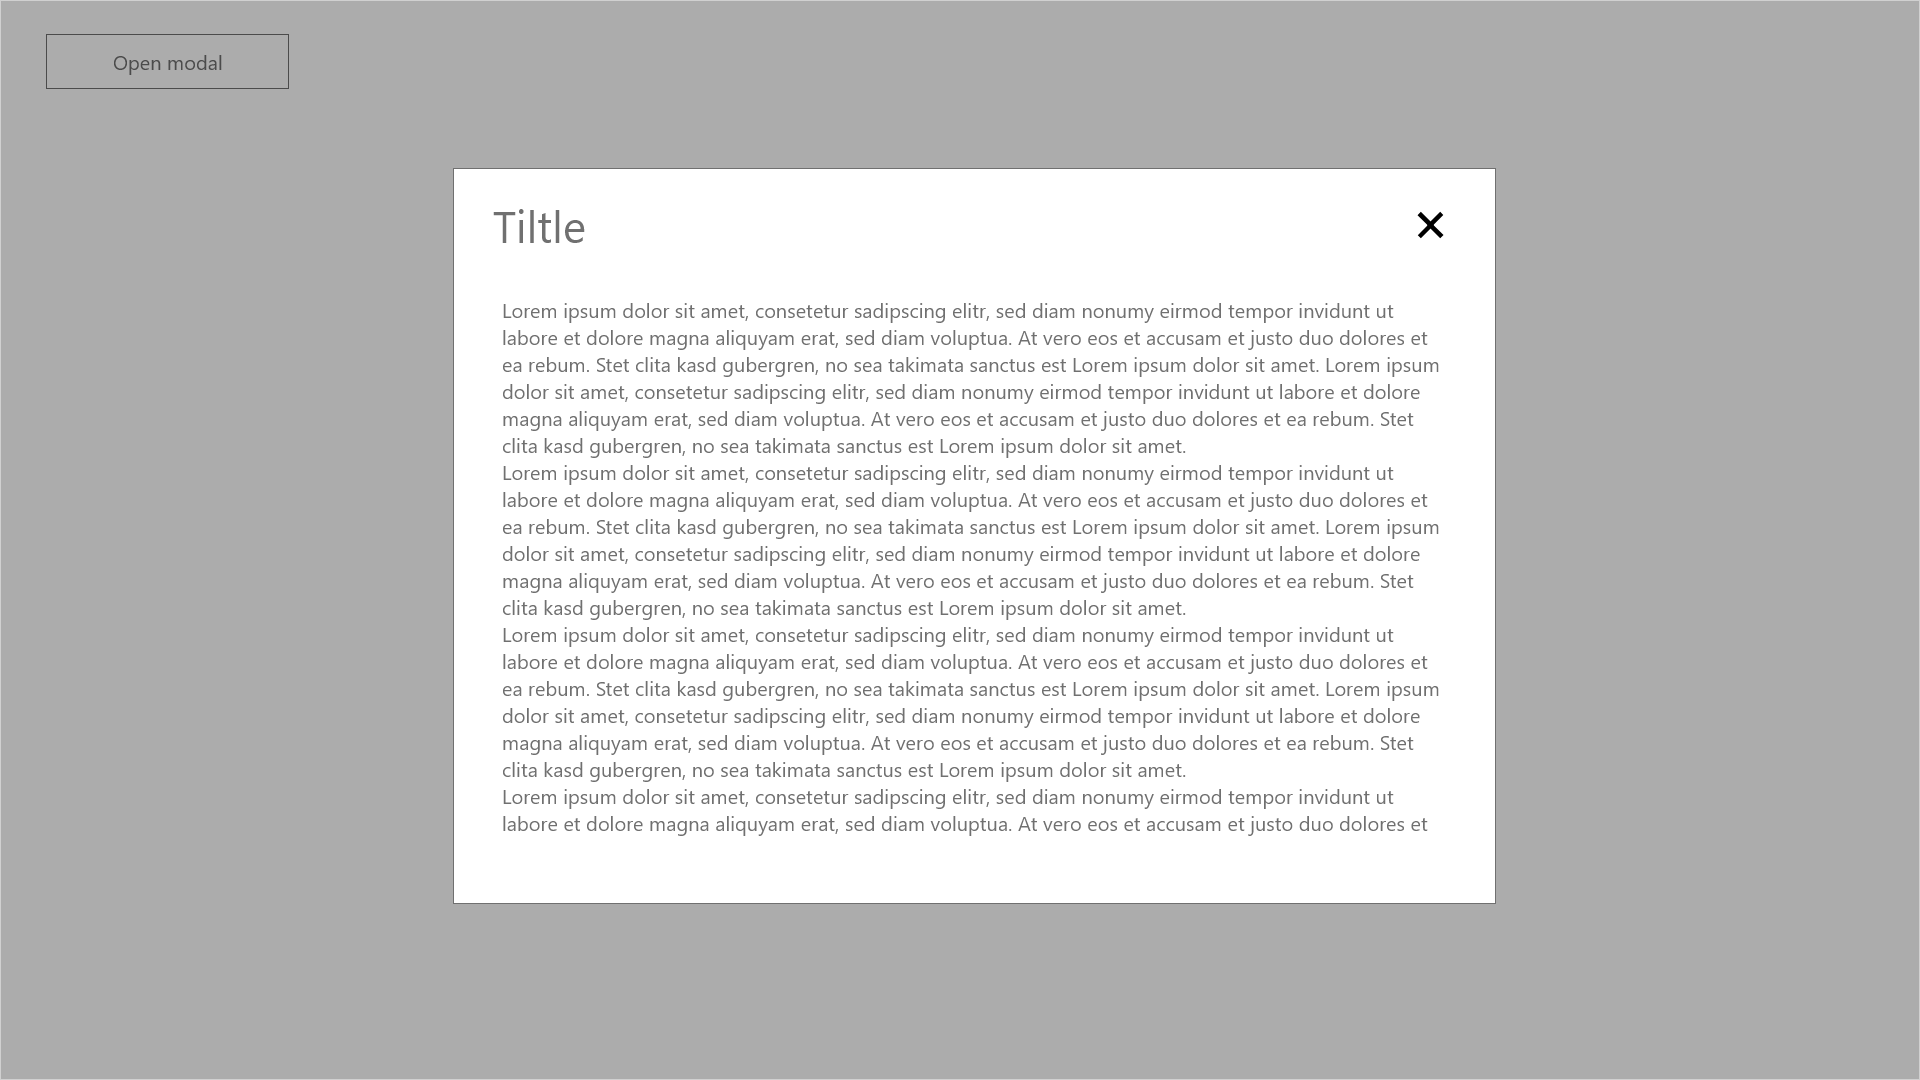 Open modal
Tiltle
Lorem ipsum dolor sit amet, consetetur sadipscing elitr, sed diam nonumy eirmod tempor invidunt ut
labore et dolore magna aliquyam erat, sed diam voluptua. At vero eos et accusam et justo duo dolores et
ea rebum. Stet clita kasd gubergren, no sea takimata sanctus est Lorem ipsum dolor sit amet. Lorem ipsum
dolor sit amet, consetetur sadipscing elitr, sed diam nonumy eirmod tempor invidunt ut labore et dolore
magna aliquyam erat, sed diam voluptua. At vero eos et accusam et justo duo dolores et ea rebum. Stet
clita kasd gubergren, no sea takimata sanctus est Lorem ipsum dolor sit amet.
Lorem ipsum dolor sit amet, consetetur sadipscing elitr, sed diam nonumy eirmod tempor invidunt ut
labore et dolore magna aliquyam erat, sed diam voluptua. At vero eos et accusam et justo duo dolores et
ea rebum. Stet clita kasd gubergren, no sea takimata sanctus est Lorem ipsum dolor sit amet. Lorem ipsum
dolor sit amet, consetetur sadipscing elitr, sed diam nonumy eirmod tempor invidunt ut labore et dolore
magna aliquyam erat, sed diam voluptua. At vero eos et accusam et justo duo dolores et ea rebum. Stet
clita kasd gubergren, no sea takimata sanctus est Lorem ipsum dolor sit amet.
Lorem ipsum dolor sit amet, consetetur sadipscing elitr, sed diam nonumy eirmod tempor invidunt ut
labore et dolore magna aliquyam erat, sed diam voluptua. At vero eos et accusam et justo duo dolores et
ea rebum. Stet clita kasd gubergren, no sea takimata sanctus est Lorem ipsum dolor sit amet. Lorem ipsum
dolor sit amet, consetetur sadipscing elitr, sed diam nonumy eirmod tempor invidunt ut labore et dolore
magna aliquyam erat, sed diam voluptua. At vero eos et accusam et justo duo dolores et ea rebum. Stet
clita kasd gubergren, no sea takimata sanctus est Lorem ipsum dolor sit amet.
Lorem ipsum dolor sit amet, consetetur sadipscing elitr, sed diam nonumy eirmod tempor invidunt ut
labore et dolore magna aliquyam erat, sed diam voluptua. At vero eos et accusam et justo duo dolores et